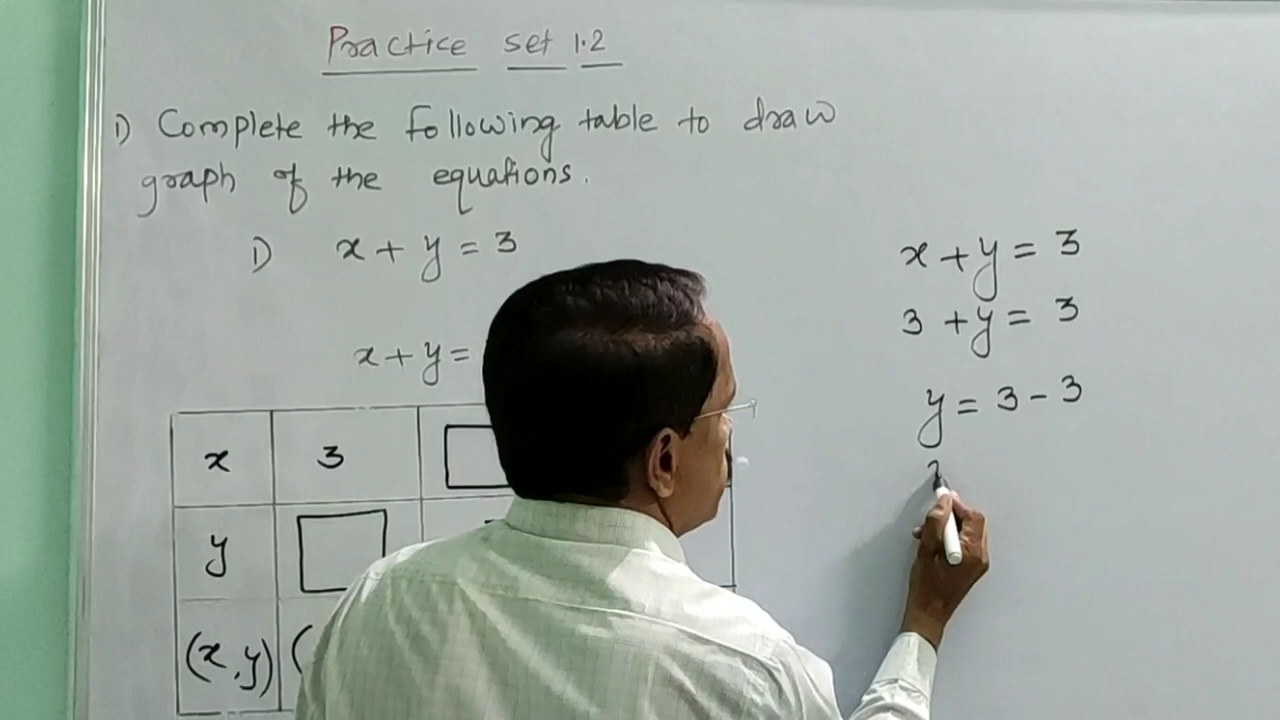 Practice set 1.2
1) Complete the following table to draw
graph of the equations.
I) x + y = 3
x + y =
x 3
y
(x, y) (
x + y = 3
3 + y = 3
y = 3 - 3